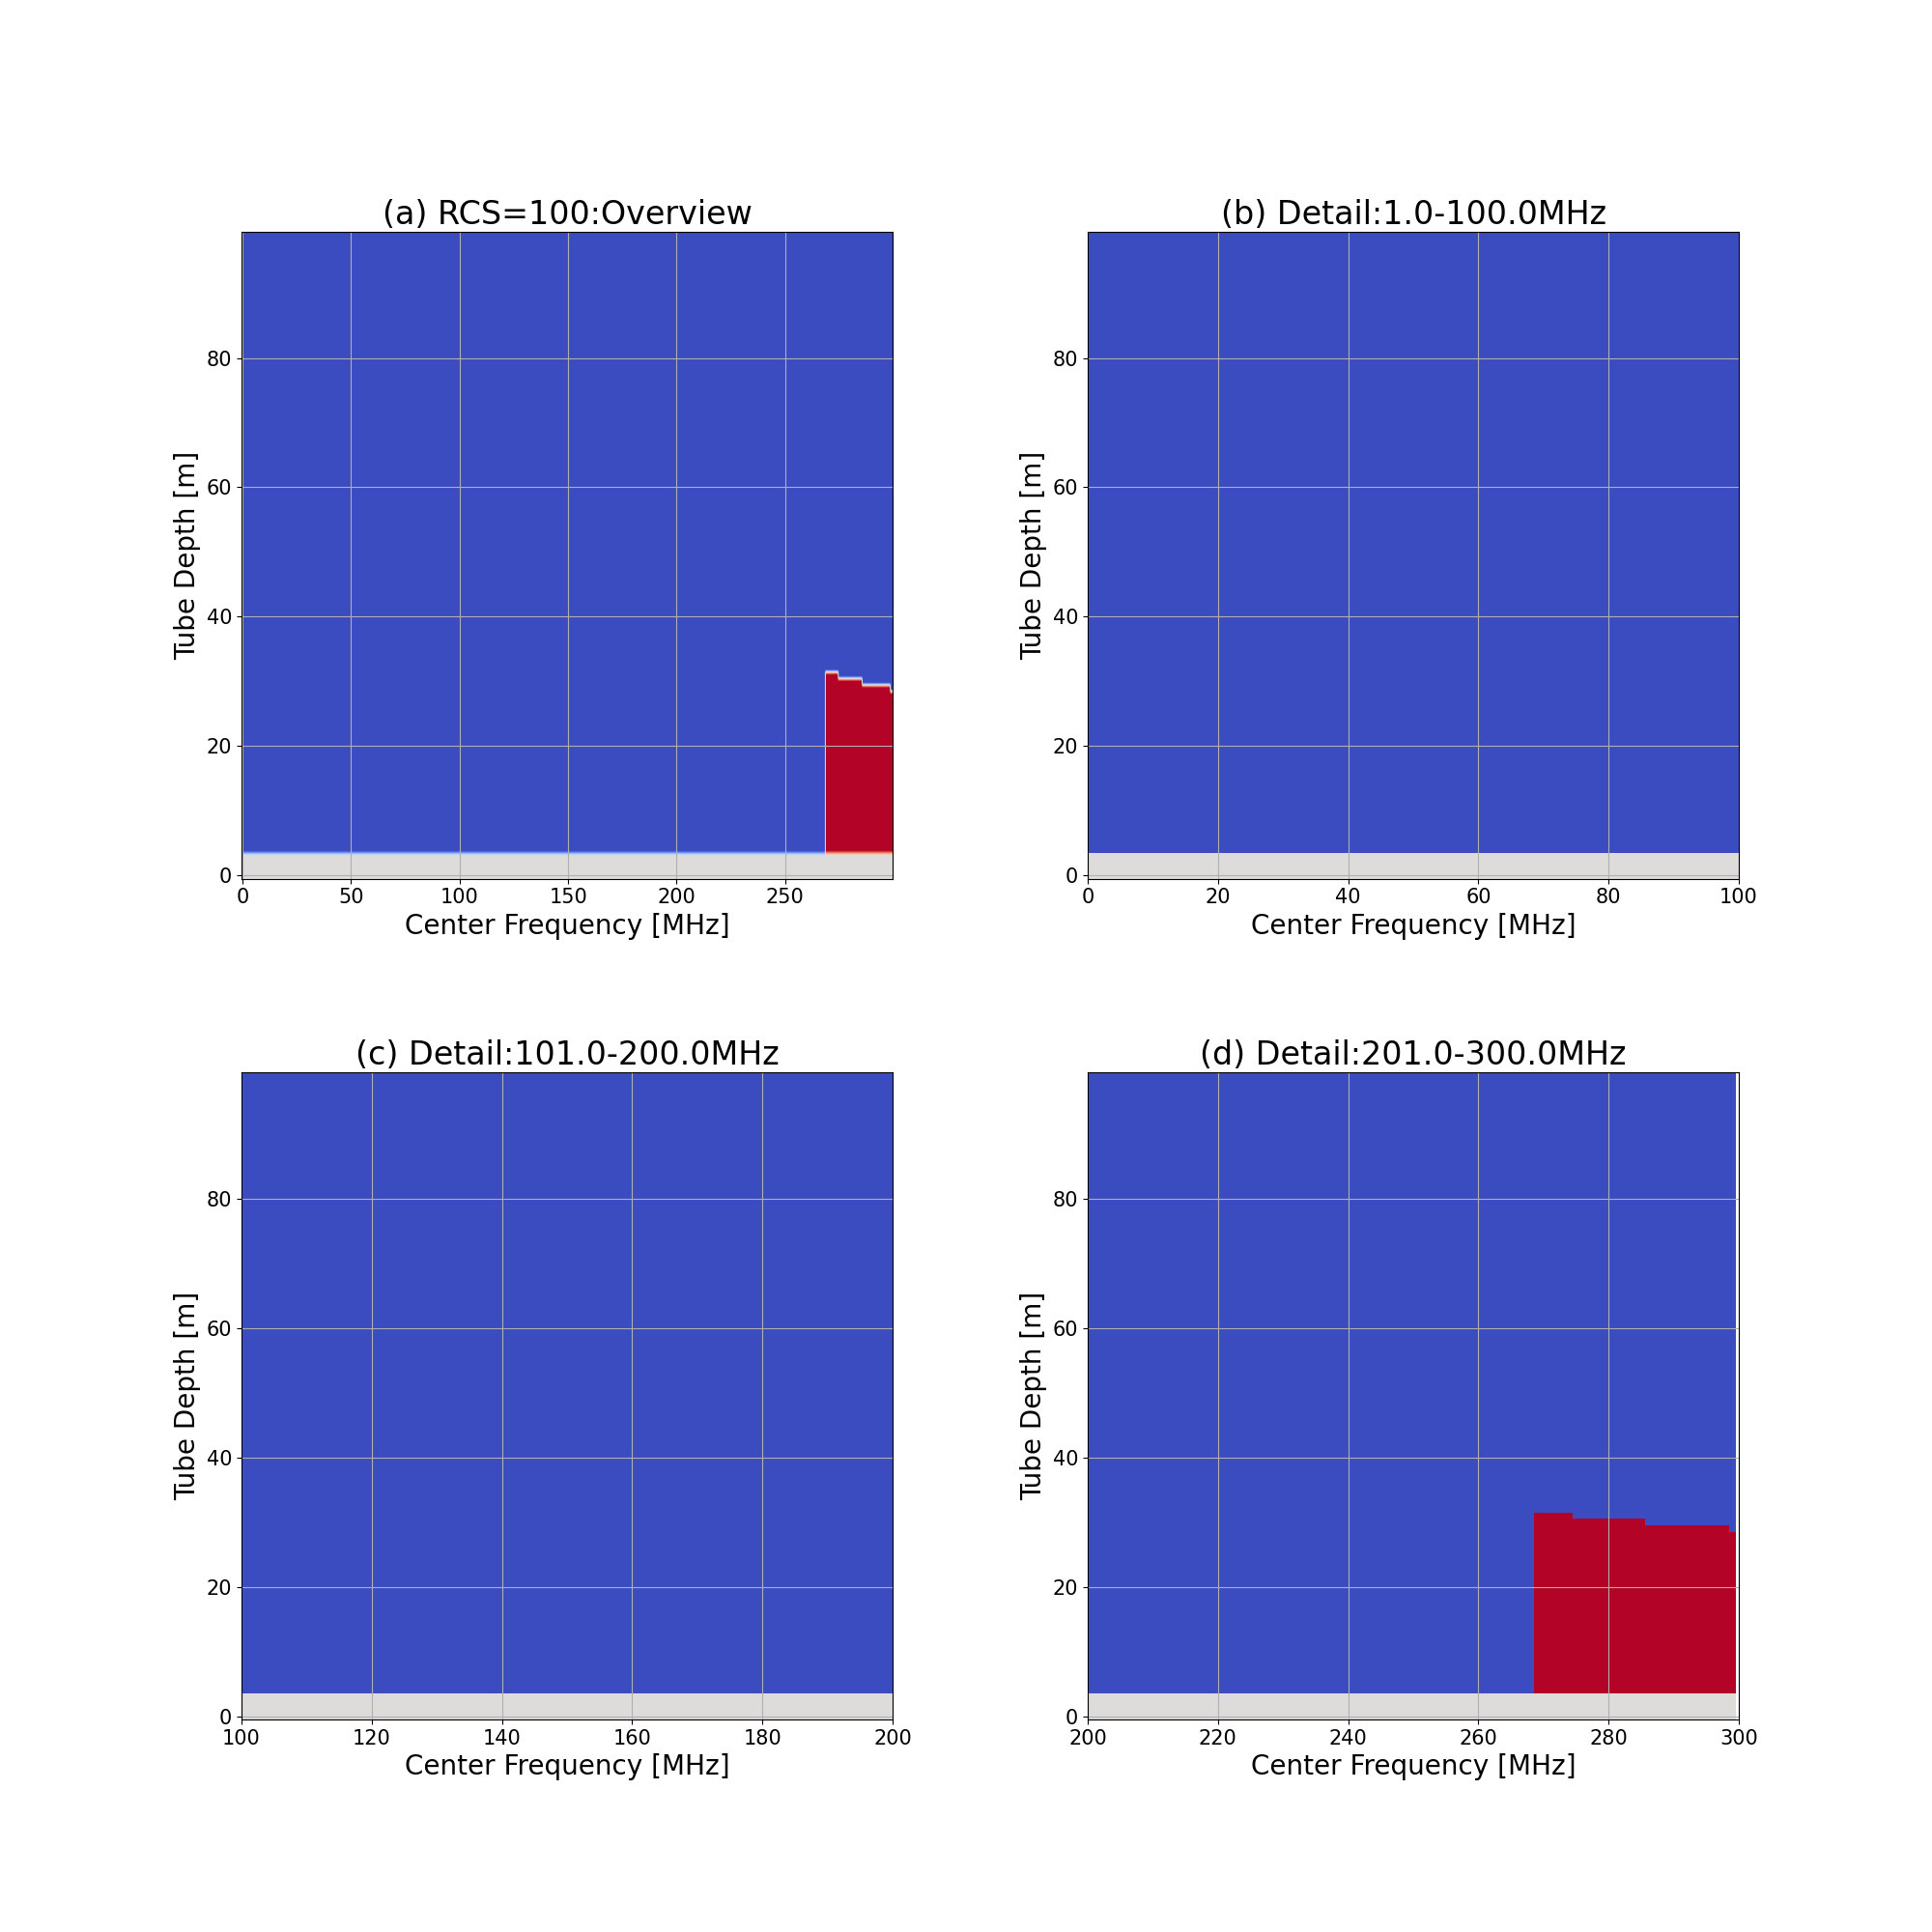 (a) RCS=100:Overview
Tube Depth [m]
80
60
40
20
0
0 50 100 150 200 250
Center Frequency [MHz]
(b) Detail:1.0-100.0MHz
Tube Depth [m]
80
60
40
20
0
0 20 40 60 80 100
Center Frequency [MHz]
(c) Detail:101.0-200.0MHz
Tube Depth [m]
80
60
40
20
0
100 120 140 160 180 200
Center Frequency [MHz]
(d) Detail:201.0-300.0MHz
Tube Depth [m]
80
60
40
20
0
200 220 240 260 280 300
Center Frequency [MHz]